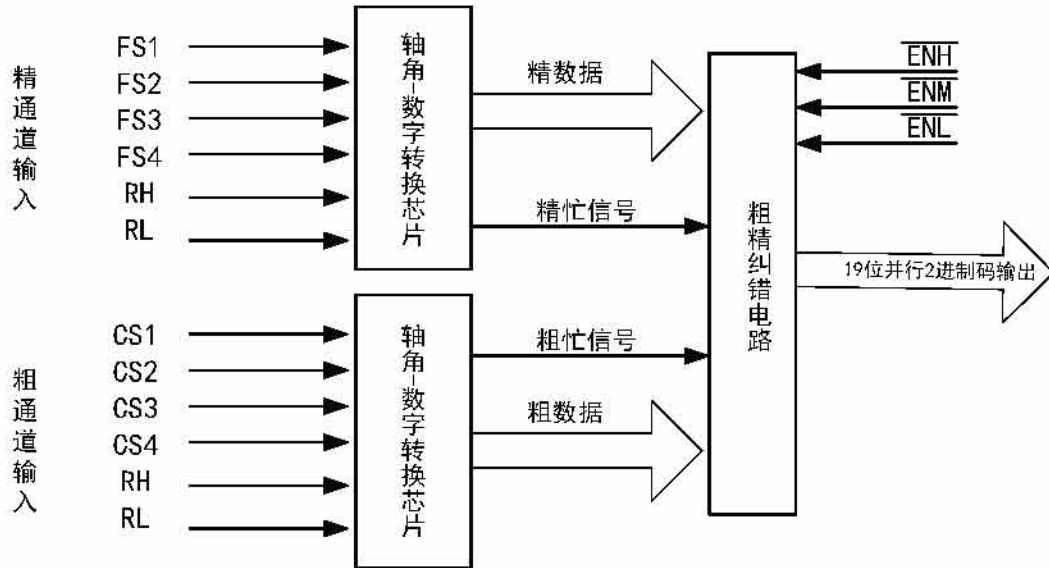 精通道输入
FS1
FS2
FS3
FS4
RH
RL
轴角-数字转换芯片
精数据
精忙信号
粗通道输入
CS1
CS2
CS3
CS4
RH
RL
轴角-数字转换芯片
粗忙信号
粗数据
粗精纠错电路
ENH
ENM
ENL
19位并行2进制码输出